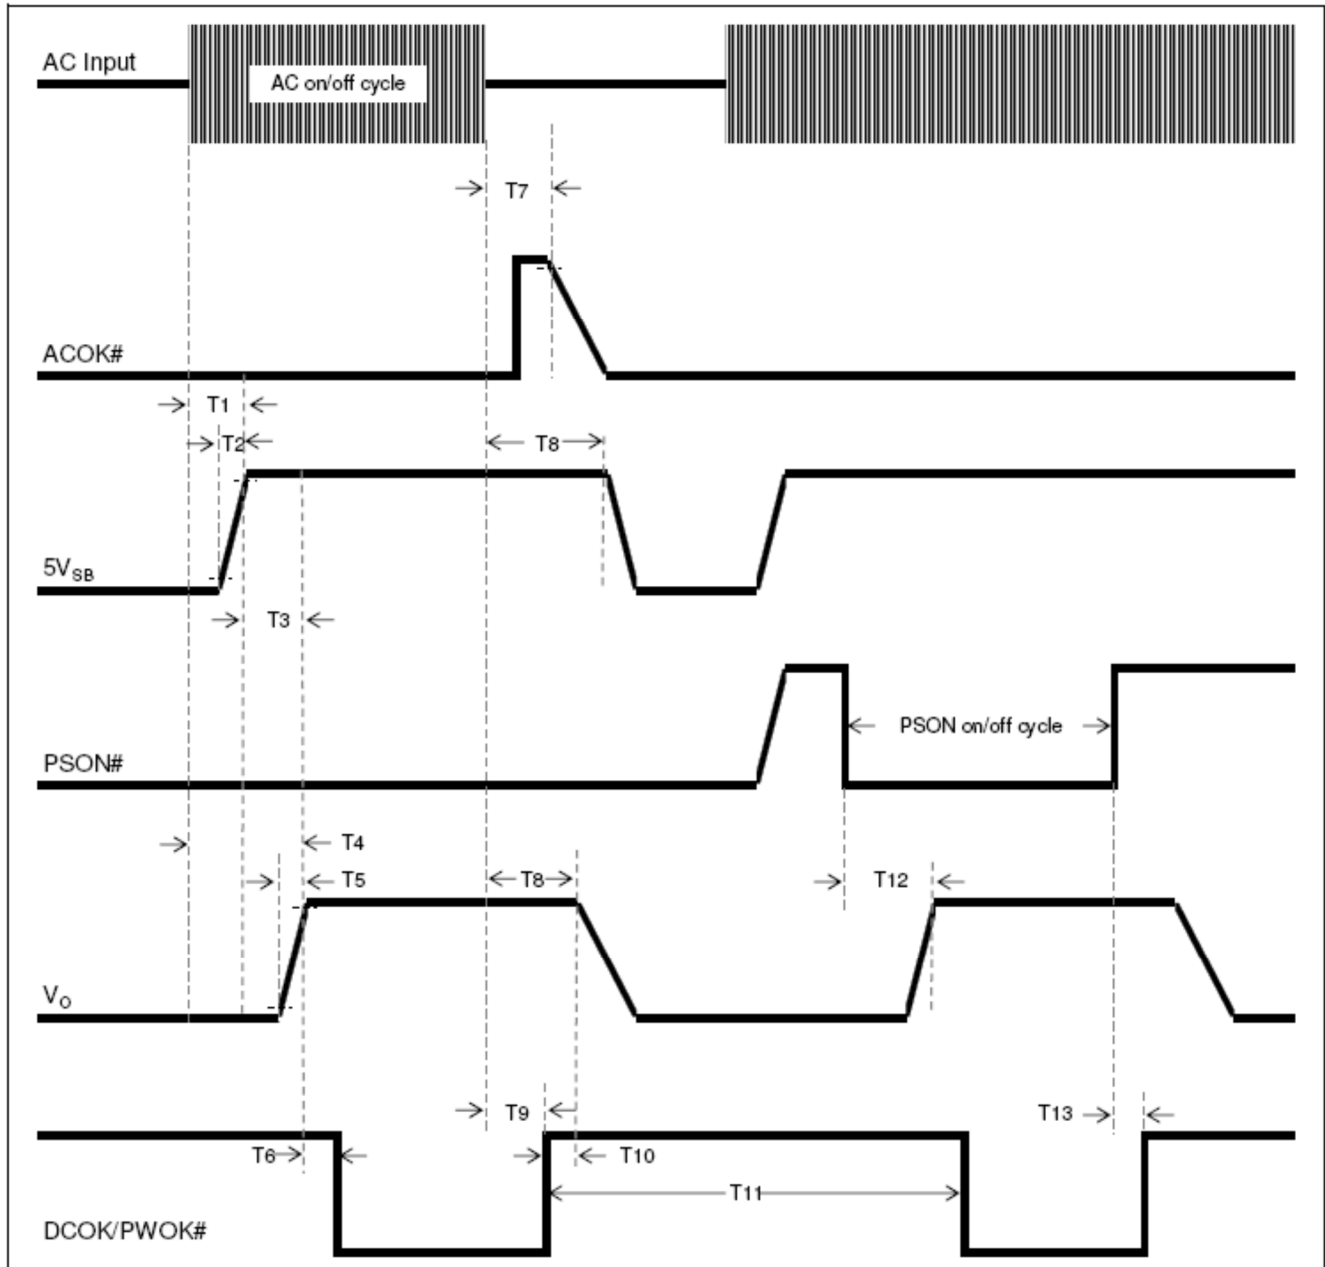 AC Input
AC on/off cycle
T7
ACOK#
T1
T2
T8
5VSB
T3
PSON on/off cycle
PSON#
T4
T5
T8
T12
VO
T9
T13
T6
T10
T11
DCOK/PWOK#